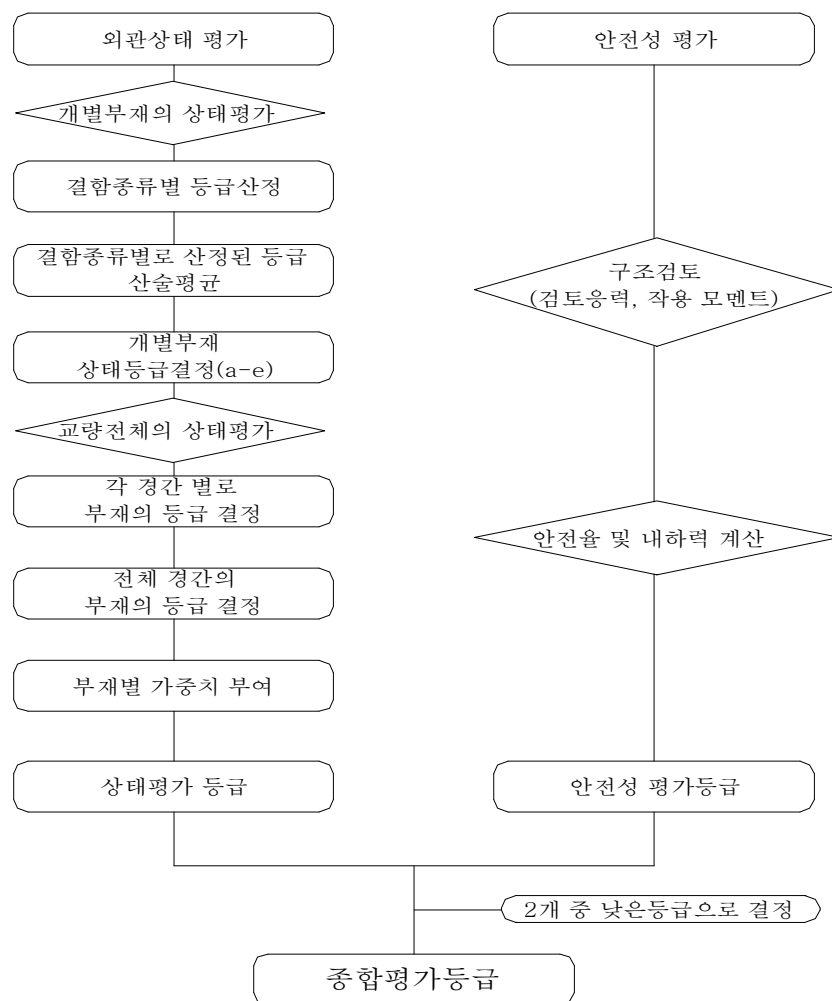 외관상태 평가
개별부재의 상태평가
결함종류별 등급산정
결함종류별로 산정된 등급
산술평균
개별부재
상태등급결정(a-e)
교량전체의 상태평가
각 경간 별로
부재의 등급 결정
전체 경간의
부재의 등급 결정
부재별 가중치 부여
상태평가 등급
안전성 평가
구조검토
(검토응력, 작용 모멘트)
안전율 및 내하력 계산
안전성 평가등급
2개 중 낮은등급으로 결정
종합평가등급